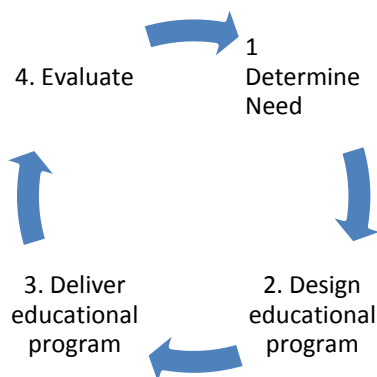 1
Determine
Need
2. Design
educational
program
3. Deliver
educational
program
4. Evaluate